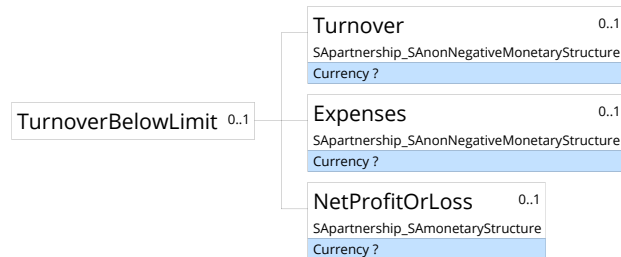 Turnover 0..1
SApartnership_SAnonNegativeMonetaryStructure
Currency ?
TurnoverBelowLimit 0..1
Expenses 0..1
SApartnership_SAnonNegativeMonetaryStructure
Currency ?
NetProfitOrLoss 0..1
SApartnership_SAmonetaryStructure
Currency ?